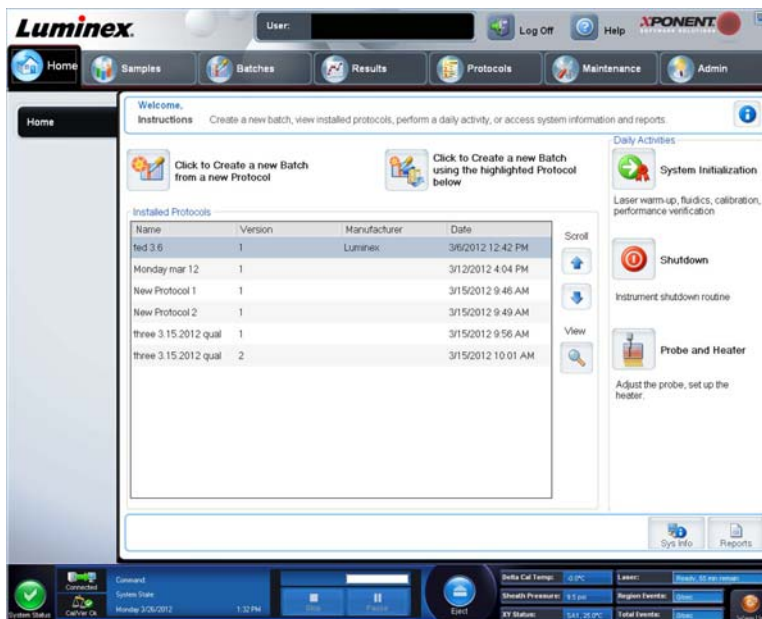 Luminex.
User:
Log Off
Help
XPONENT
Home
Samples
Batches
Results
Protocols
Maintenance
Admin
Home
Welcome,
Instructions Create a new batch, view installed protocols, perform a daily activity, or access system information and reports.
Click to Create a new Batch
from a new Protocol
Click to Create a new Batch
using the highlighted Protocol
below
Installed Protocols
Name Version Manufacturer Date
ted 3.6 1 Luminex 3/6/2012 12:42 PM
Monday mar 12 1 3/12/2012 4:04 PM
New Protocol 1 1 3/15/2012 9:46 AM
New Protocol 2 1 3/15/2012 9:49 AM
three 3.15.2012 qual 1 3/15/2012 9:56 AM
three 3.15.2012 qual 2 3/15/2012 10:01 AM
Scroll
View
Daily Activities
System Initialization
Laser warm-up, fluidics, calibration,
performance verification
Shutdown
Instrument shutdown routine
Probe and Heater
Adjust the probe, set up the
heater.
Sys Info
Reports
System Status
Connected
Cal/Ver Ok
Command
System State
Monday 3/26/2012 1:32 PM
Stop
Pause
Eject
Delta Cal Temp:
Sheath Pressure:
XY Status:
Laser:
Region Events:
Total Events: